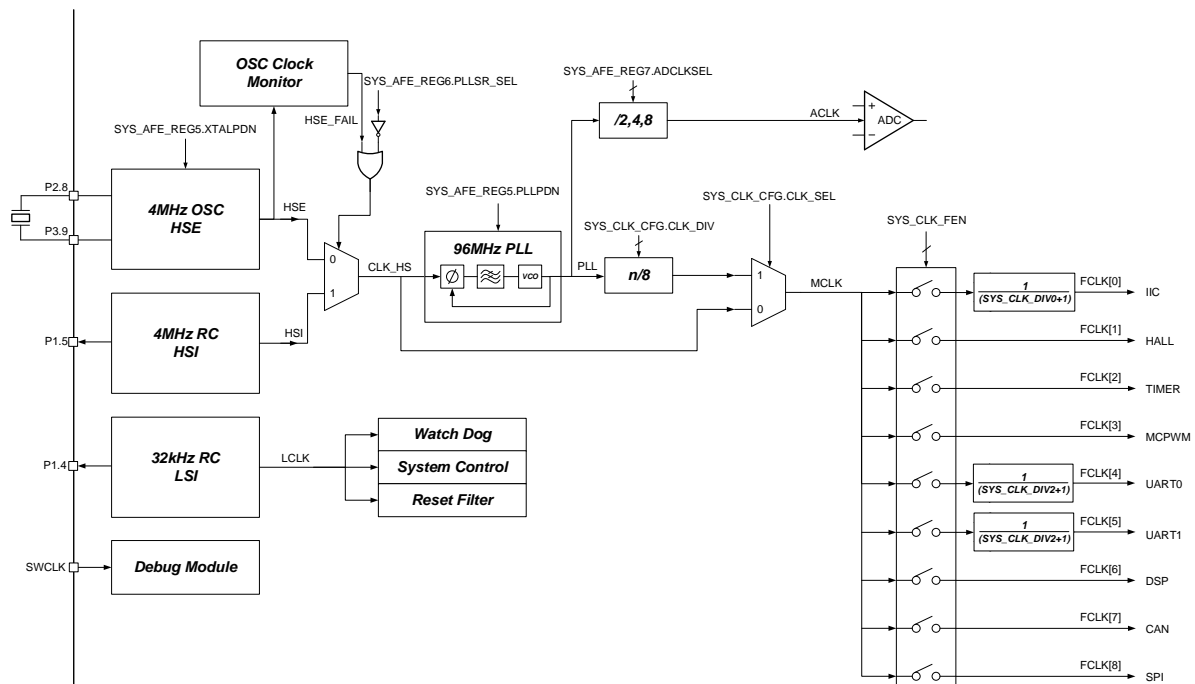 OSC Clock
Monitor
SYS_AFE_REG6.PLLSR_SEL
HSE_FAIL
SYS_AFE_REG7.ADCLKSEL
/2,4,8
ACLK
+
ADC
−
SYS_AFE_REG5.XTALPDN
P2.8
P3.9
4MHz OSC
HSE
HSE
0
1
CLK_HS
SYS_AFE_REG5.PLLPDN
96MHz PLL
VCO
PLL
SYS_CLK_CFG.CLK_DIV
n/8
SYS_CLK_CFG.CLK_SEL
1
0
MCLK
SYS_CLK_FEN
P1.5
4MHz RC
HSI
HSI
P1.4
32kHz RC
LSI
LCLK
Watch Dog
System Control
Reset Filter
SWCLK
Debug Module
1
(SYS_CLK_DIV0+1)
FCLK[0]
IIC
FCLK[1]
HALL
FCLK[2]
TIMER
FCLK[3]
MCPWM
1
(SYS_CLK_DIV2+1)
FCLK[4]
UART0
1
(SYS_CLK_DIV2+1)
FCLK[5]
UART1
FCLK[6]
DSP
FCLK[7]
CAN
FCLK[8]
SPI